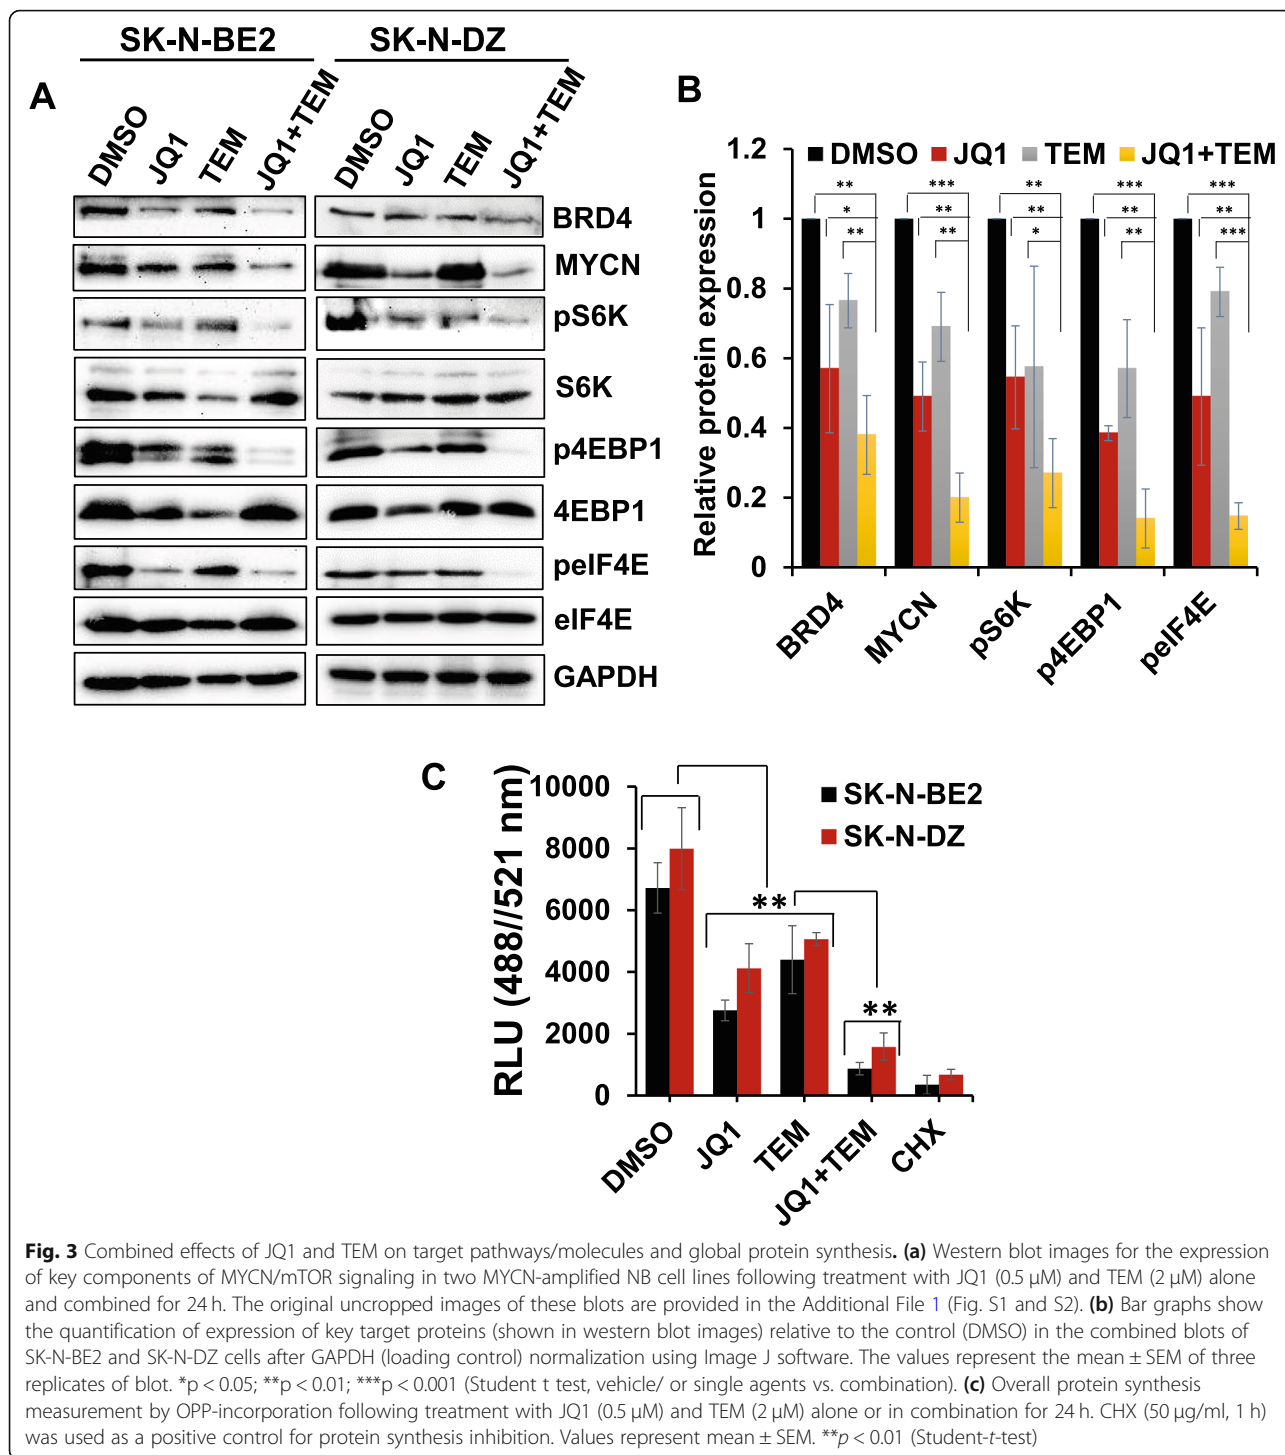 SK-N-BE2 SK-N-DZ
A
DMSO JQ1 TEM JQ1+TEM DMSO JQ1 TEM JQ1+TEM
BRD4
MYCN
pS6K
S6K
p4EBP1
4EBP1
peIF4E
eIF4E
GAPDH
B
DMSO JQ1 TEM JQ1+TEM
Relative protein expression
1.2
1
0.8
0.6
0.4
0.2
0
** *** ** *** ***
* ** ** ** **
** ** * ** ***
BRD4 MYCN pS6K p4EBP1 peIF4E
C
RLU (488//521 nm)
10000
8000
6000
4000
2000
0
SK-N-BE2
SK-N-DZ
**
**
DMSO JQ1 TEM JQ1+TEM CHX
Fig. 3 Combined effects of JQ1 and TEM on target pathways/molecules and global protein synthesis. (a) Western blot images for the expression
of key components of MYCN/mTOR signaling in two MYCN-amplified NB cell lines following treatment with JQ1 (0.5 μM) and TEM (2 μM) alone
and combined for 24 h. The original uncropped images of these blots are provided in the Additional File 1 (Fig. S1 and S2). (b) Bar graphs show
the quantification of expression of key target proteins (shown in western blot images) relative to the control (DMSO) in the combined blots of
SK-N-BE2 and SK-N-DZ cells after GAPDH (loading control) normalization using Image J software. The values represent the mean ± SEM of three
replicates of blot. *p < 0.05; **p < 0.01; ***p < 0.001 (Student t test, vehicle/ or single agents vs. combination). (c) Overall protein synthesis
measurement by OPP-incorporation following treatment with JQ1 (0.5 μM) and TEM (2 μM) alone or in combination for 24 h. CHX (50 μg/ml, 1 h)
was used as a positive control for protein synthesis inhibition. Values represent mean ± SEM. **p < 0.01 (Student-t-test)